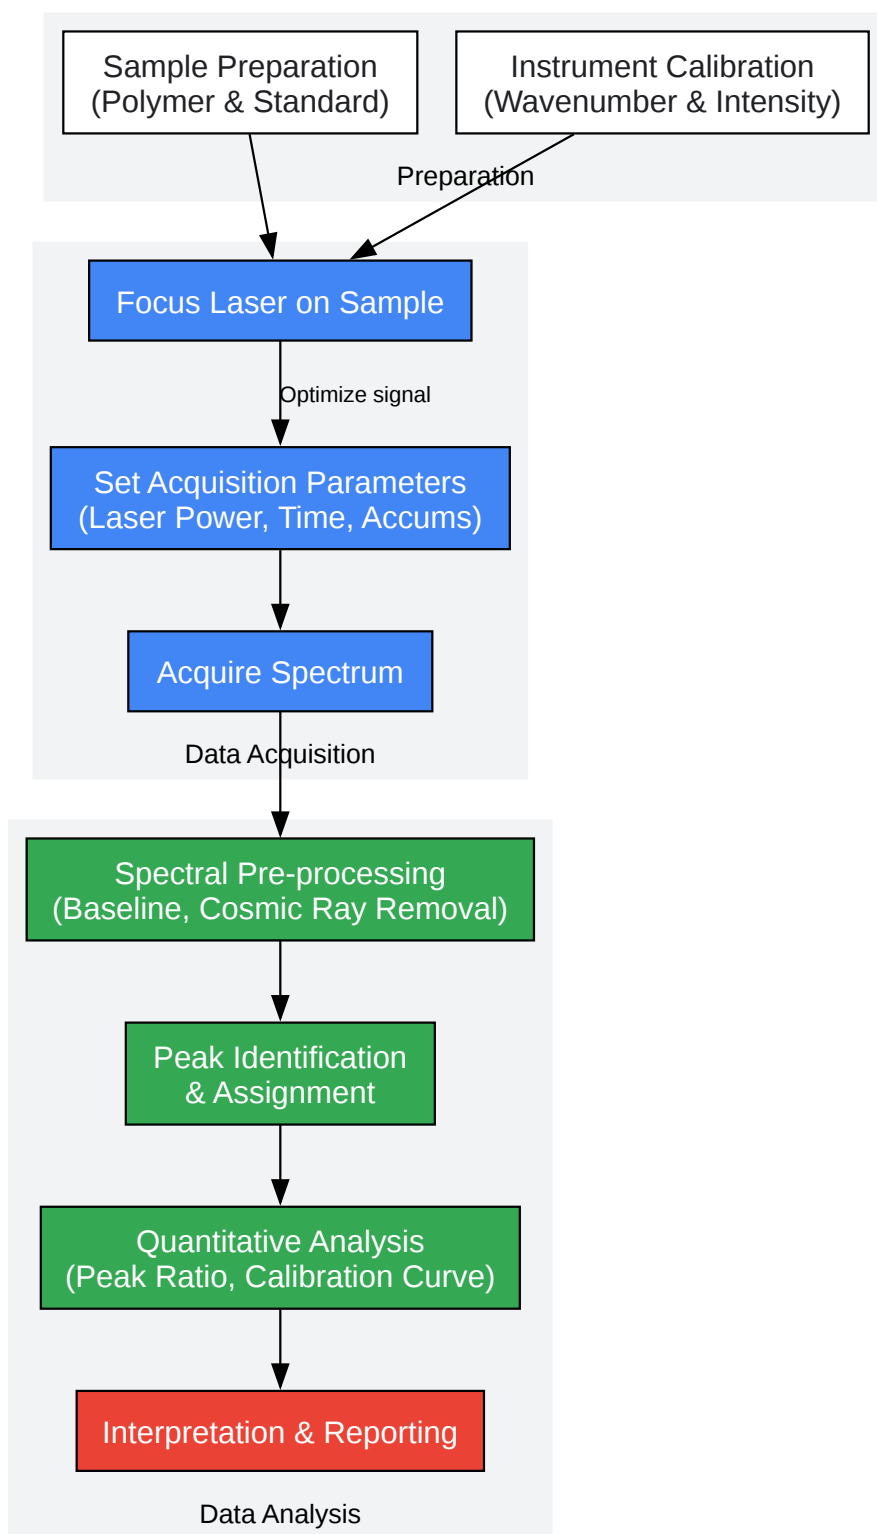 Sample Preparation
(Polymer & Standard)
Instrument Calibration
(Wavenumber & Intensity)
Preparation
Focus Laser on Sample
Optimize signal
Set Acquisition Parameters
(Laser Power, Time, Accums)
Acquire Spectrum
Data Acquisition
Spectral Pre-processing
(Baseline, Cosmic Ray Removal)
Peak Identification
& Assignment
Quantitative Analysis
(Peak Ratio, Calibration Curve)
Interpretation & Reporting
Data Analysis